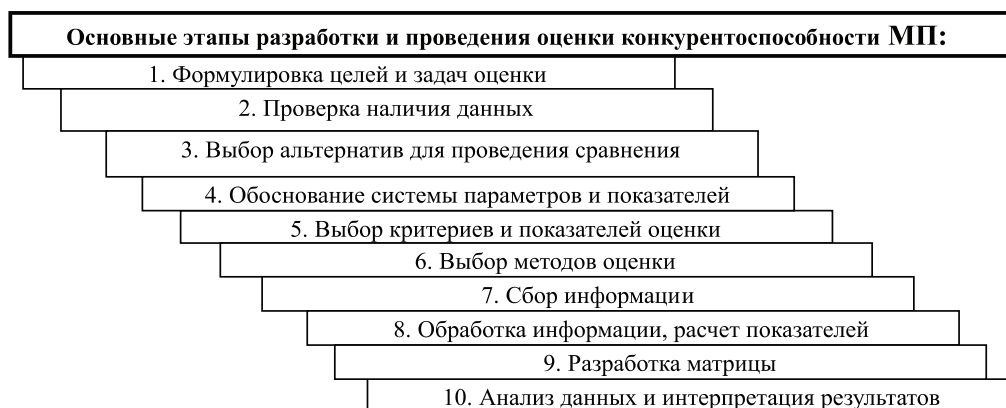 Основные этапы разработки и проведения оценки конкурентоспособности МП:
1. Формулировка целей и задач оценки
2. Проверка наличия данных
3. Выбор альтернатив для проведения сравнения
4. Обоснование системы параметров и показателей
5. Выбор критериев и показателей оценки
6. Выбор методов оценки
7. Сбор информации
8. Обработка информации, расчет показателей
9. Разработка матрицы
10. Анализ данных и интерпретация результатов